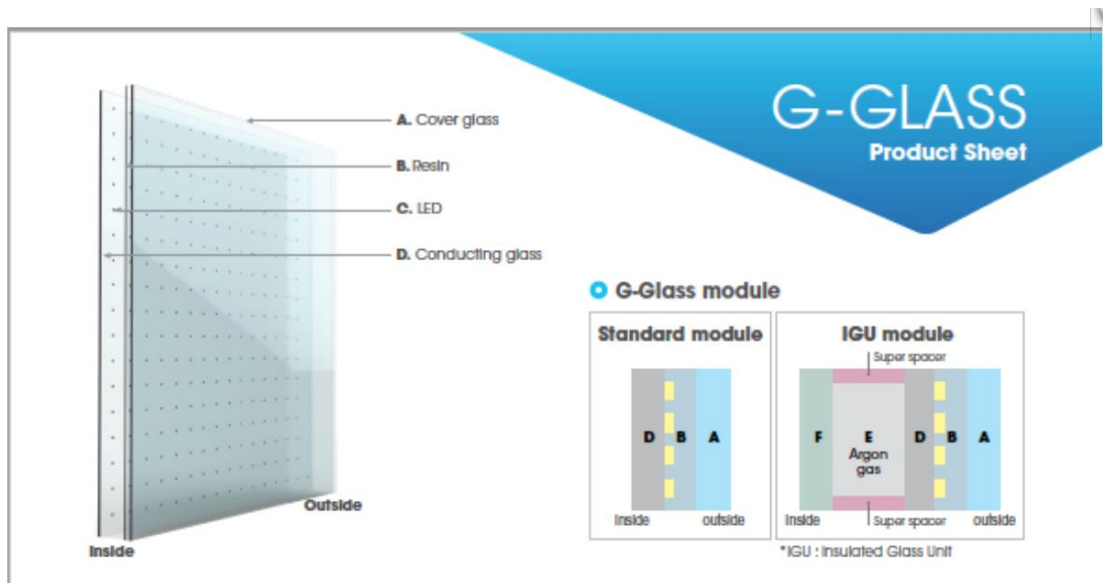 G-GLASS
Product Sheet
A. Cover glass
B. Resin
C. LED
D. Conducting glass
Outside
Inside
G-Glass module
Standard module
D B A
Inside outside
IGU module
Super spacer
F E D B A
Argon
gas
Inside Super spacer outside
*IGU : Insulated Glass Unit